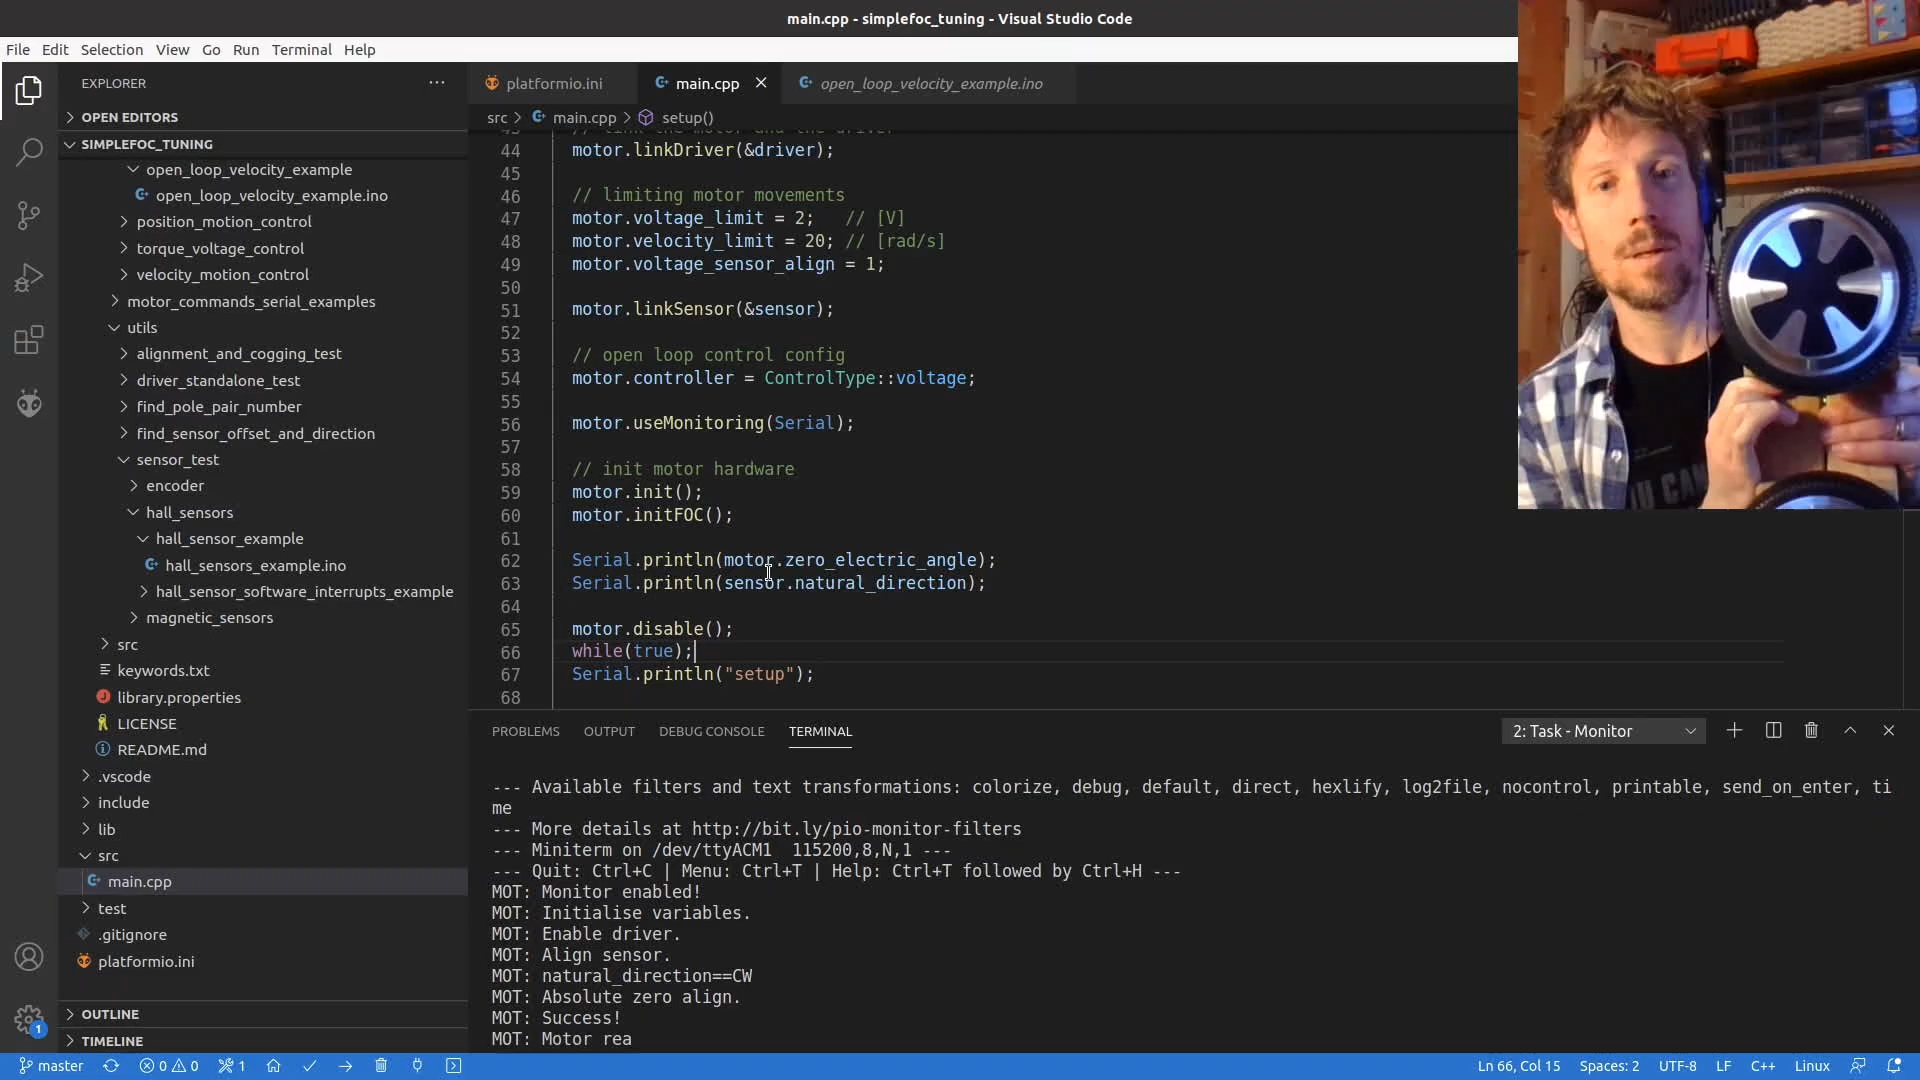 main.cpp - simplefoc_tuning - Visual Studio Code
File Edit Selection View Go Run Terminal Help
EXPLORER
OPEN EDITORS
SIMPLEFOC_TUNING
open_loop_velocity_example
open_loop_velocity_example.ino
position_motion_control
torque_voltage_control
velocity_motion_control
motor_commands_serial_examples
utils
alignment_and_cogging_test
driver_standalone_test
find_pole_pair_number
find_sensor_offset_and_direction
sensor_test
encoder
hall_sensors
hall_sensor_example
hall_sensors_example.ino
hall_sensor_software_interrupts_example
magnetic_sensors
src
keywords.txt
library.properties
LICENSE
README.md
.vscode
include
lib
src
main.cpp
test
.gitignore
platformio.ini
OUTLINE
TIMELINE
platformio.ini main.cpp open_loop_velocity_example.ino
src > main.cpp > setup()
43 // link the motor and the driver
44 motor.linkDriver(&driver);
45
46 // limiting motor movements
47 motor.voltage_limit = 2; // [V]
48 motor.velocity_limit = 20; // [rad/s]
49 motor.voltage_sensor_align = 1;
50
51 motor.linkSensor(&sensor);
52
53 // open loop control config
54 motor.controller = ControlType::voltage;
55
56 motor.useMonitoring(Serial);
57
58 // init motor hardware
59 motor.init();
60 motor.initFOC();
61
62 Serial.println(motor.zero_electric_angle);
63 Serial.println(sensor.natural_direction);
64
65 motor.disable();
66 while(true);
67 Serial.println("setup");
68
YOU CAN
PROBLEMS OUTPUT DEBUG CONSOLE TERMINAL
2: Task - Monitor
--- Available filters and text transformations: colorize, debug, default, direct, hexlify, log2file, nocontrol, printable, send_on_enter, ti
me
--- More details at http://bit.ly/pio-monitor-filters
--- Miniterm on /dev/ttyACM1  115200,8,N,1 ---
--- Quit: Ctrl+C | Menu: Ctrl+T | Help: Ctrl+T followed by Ctrl+H ---
MOT: Monitor enabled!
MOT: Initialise variables.
MOT: Enable driver.
MOT: Align sensor.
MOT: natural_direction==CW
MOT: Absolute zero align.
MOT: Success!
MOT: Motor rea
1
master 0 0 1 Ln 66, Col 15 Spaces: 2 UTF-8 LF C++ Linux